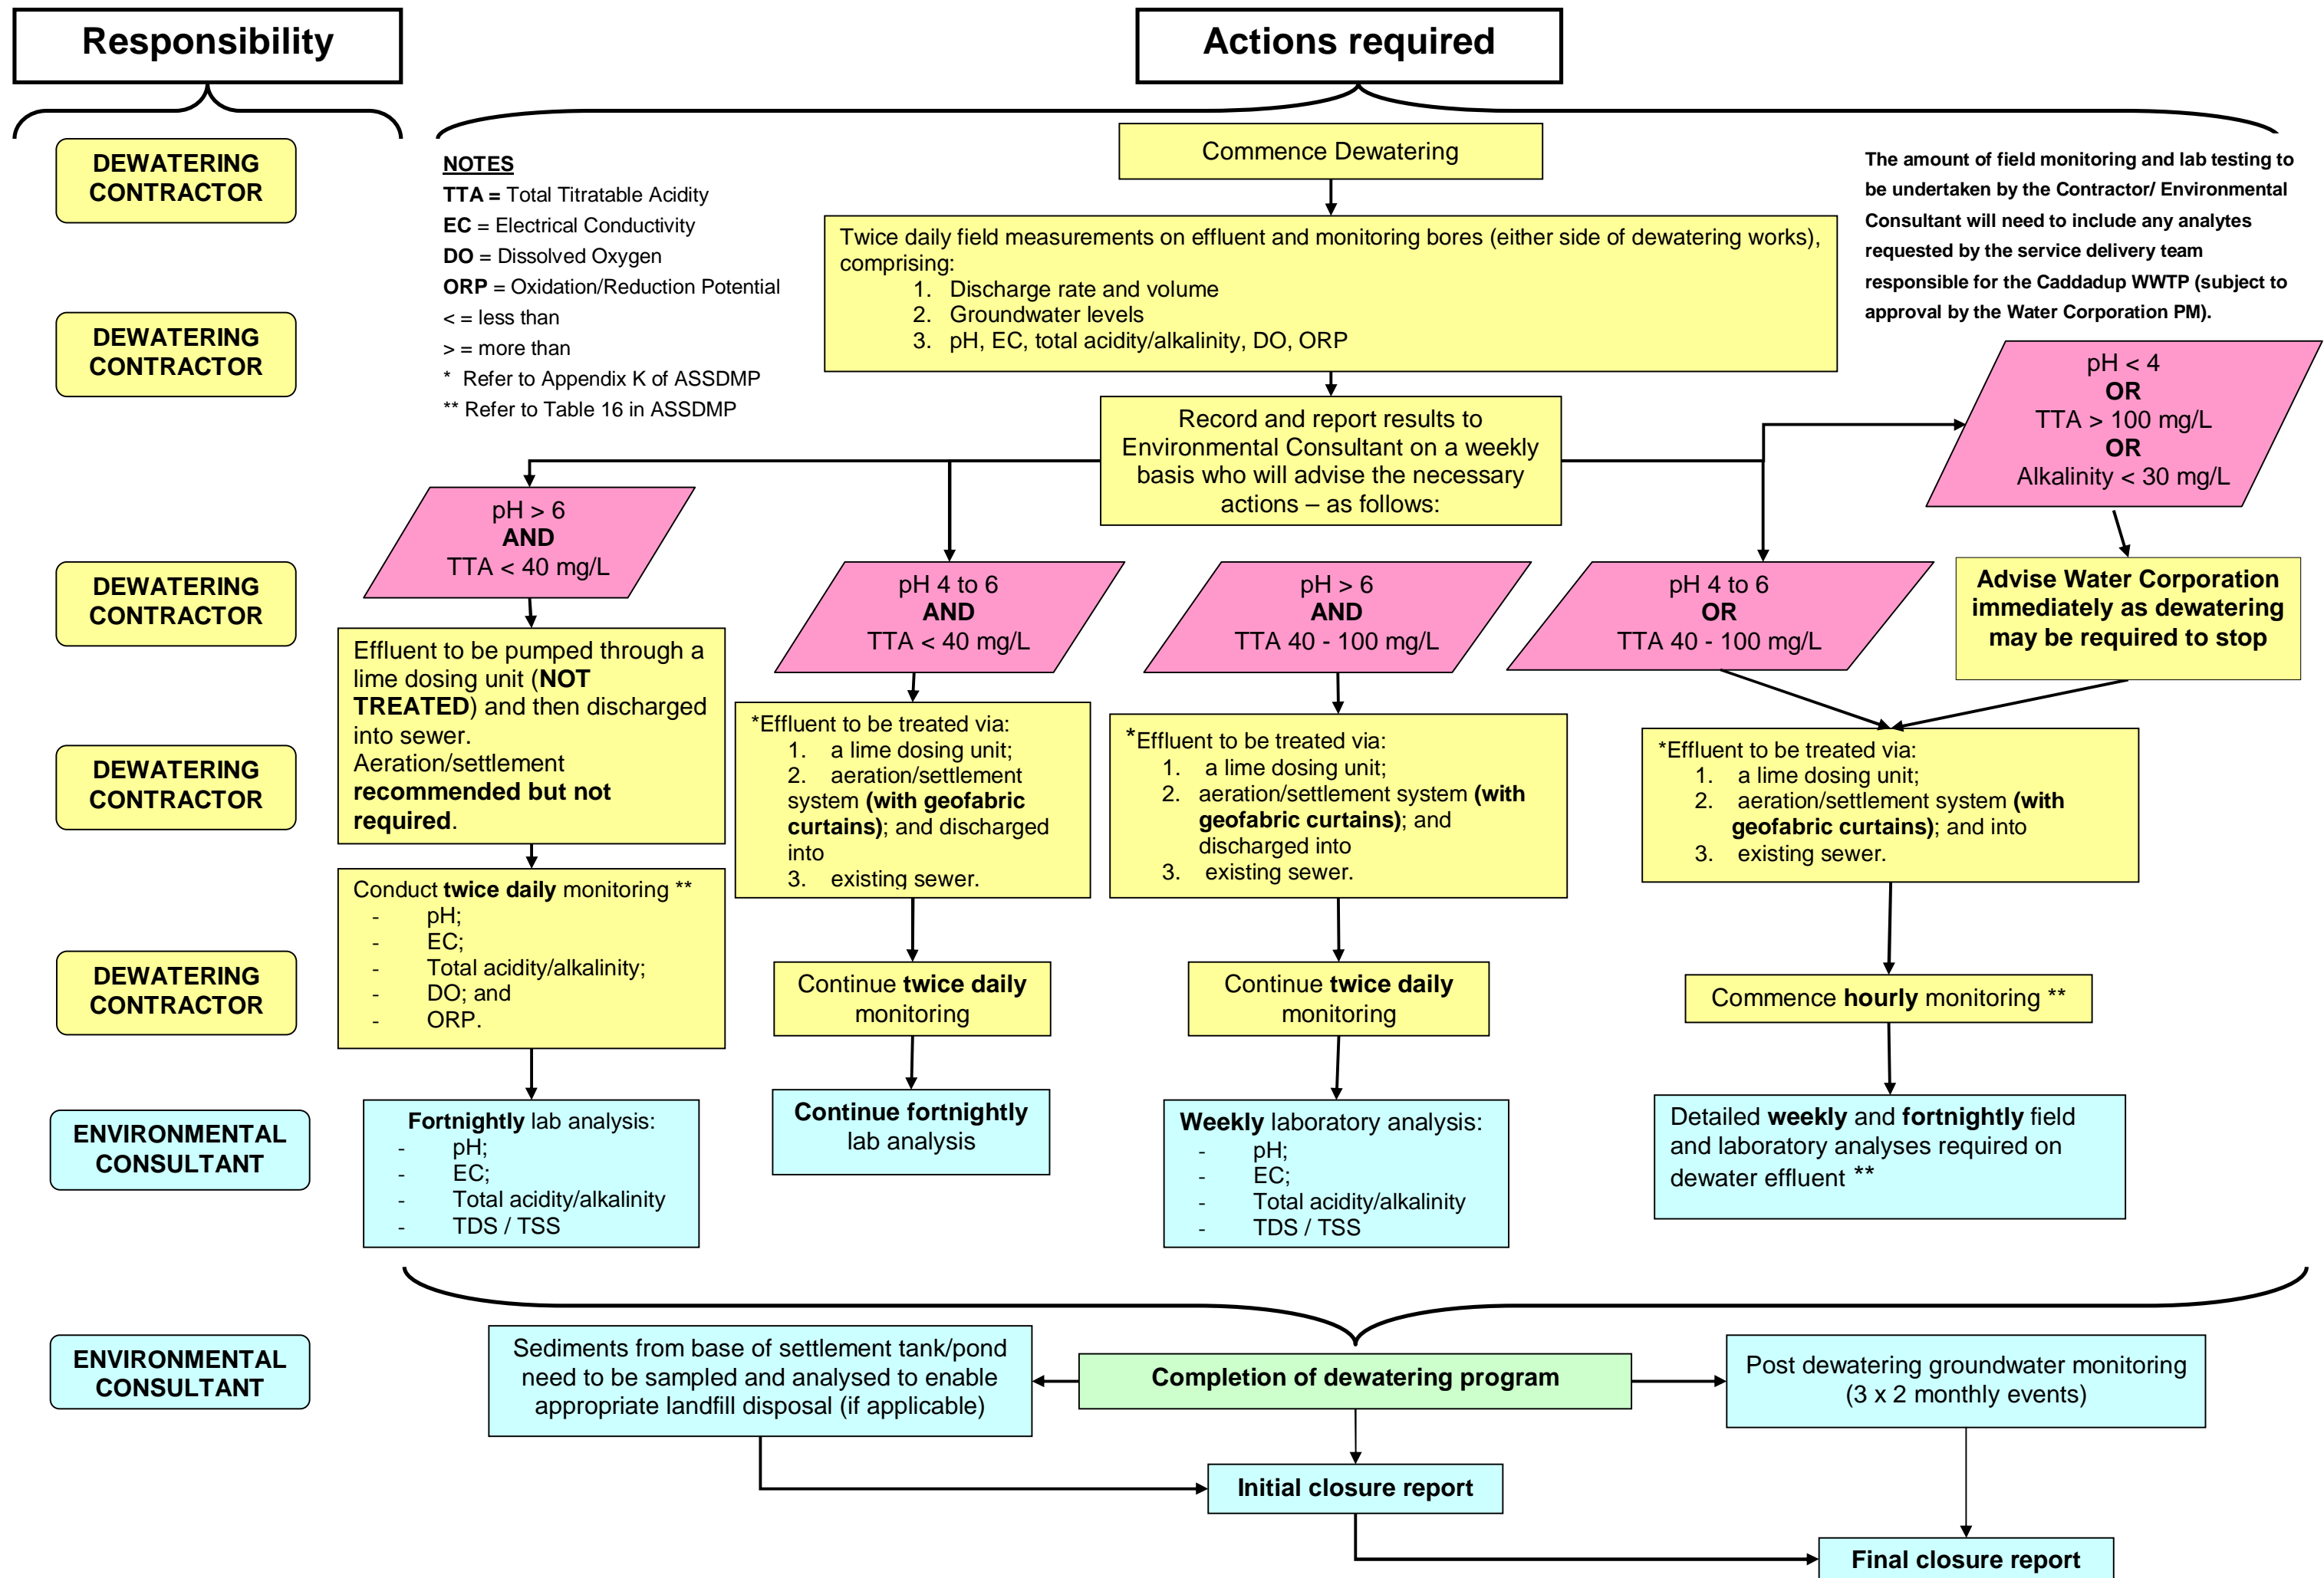 Responsibility
Actions required
DEWATERING
CONTRACTOR
DEWATERING
CONTRACTOR
DEWATERING
CONTRACTOR
DEWATERING
CONTRACTOR
DEWATERING
CONTRACTOR
ENVIRONMENTAL
CONSULTANT
ENVIRONMENTAL
CONSULTANT
NOTES
TTA = Total Titratable Acidity
EC = Electrical Conductivity
DO = Dissolved Oxygen
ORP = Oxidation/Reduction Potential
< = less than
> = more than
* Refer to Appendix K of ASSDMP
** Refer to Table 16 in ASSDMP
Commence Dewatering
The amount of field monitoring and lab testing to
be undertaken by the Contractor/ Environmental
Consultant will need to include any analytes
requested by the service delivery team
responsible for the Caddadup WWTP (subject to
approval by the Water Corporation PM).
Twice daily field measurements on effluent and monitoring bores (either side of dewatering works),
comprising:
1. Discharge rate and volume
2. Groundwater levels
3. pH, EC, total acidity/alkalinity, DO, ORP
Record and report results to
Environmental Consultant on a weekly
basis who will advise the necessary
actions – as follows:
pH > 6
AND
TTA < 40 mg/L
Effluent to be pumped through a
lime dosing unit (NOT
TREATED) and then discharged
into sewer.
Aeration/settlement
recommended but not
required.
Conduct twice daily monitoring **
- pH;
- EC;
- Total acidity/alkalinity;
- DO; and
- ORP.
Fortnightly lab analysis:
- pH;
- EC;
- Total acidity/alkalinity
- TDS / TSS
pH 4 to 6
AND
TTA < 40 mg/L
*Effluent to be treated via:
1. a lime dosing unit;
2. aeration/settlement
system (with geofabric
curtains); and discharged
into
3. existing sewer.
Continue twice daily
monitoring
Continue fortnightly
lab analysis
pH > 6
AND
TTA 40 - 100 mg/L
*Effluent to be treated via:
1. a lime dosing unit;
2. aeration/settlement system (with
geofabric curtains); and
discharged into
3. existing sewer.
Continue twice daily
monitoring
Weekly laboratory analysis:
- pH;
- EC;
- Total acidity/alkalinity
- TDS / TSS
pH 4 to 6
OR
TTA 40 - 100 mg/L
pH < 4
OR
TTA > 100 mg/L
OR
Alkalinity < 30 mg/L
Advise Water Corporation
immediately as dewatering
may be required to stop
*Effluent to be treated via:
1. a lime dosing unit;
2. aeration/settlement system (with
geofabric curtains); and into
3. existing sewer.
Commence hourly monitoring **
Detailed weekly and fortnightly field
and laboratory analyses required on
dewater effluent **
Sediments from base of settlement tank/pond
need to be sampled and analysed to enable
appropriate landfill disposal (if applicable)
Completion of dewatering program
Post dewatering groundwater monitoring
(3 x 2 monthly events)
Initial closure report
Final closure report